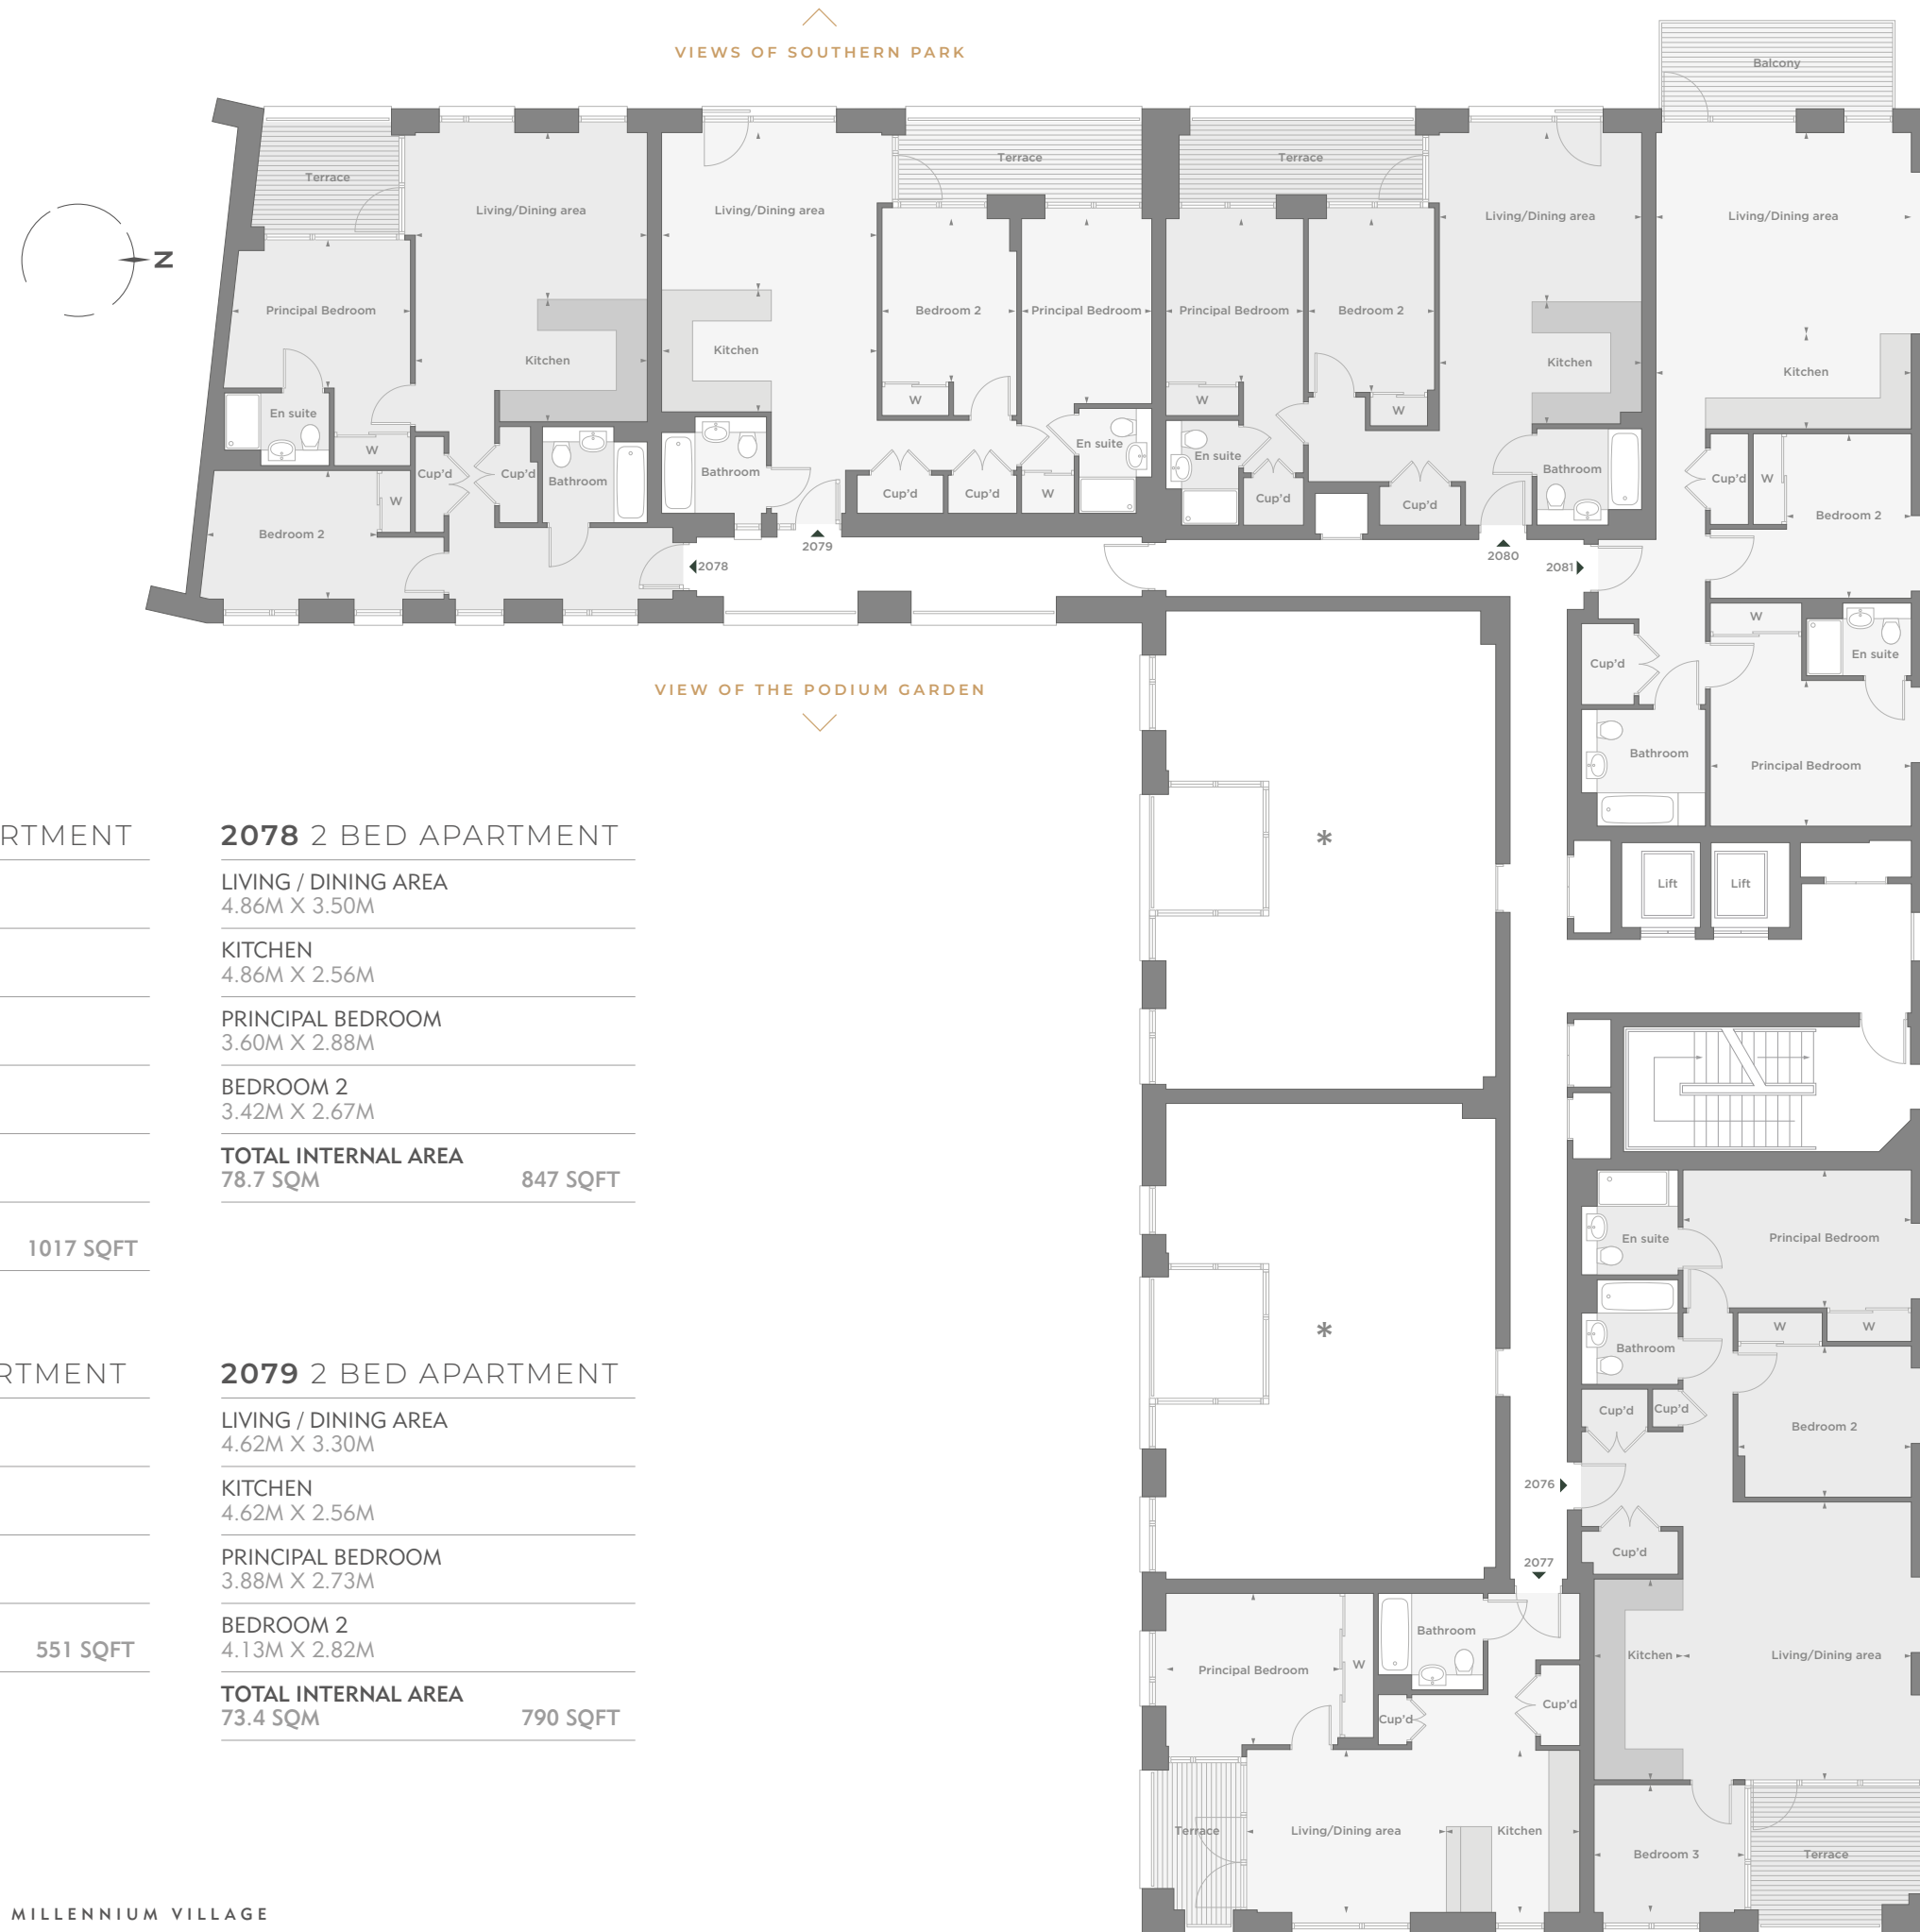 VIEWS OF SOUTHERN PARK
Balcony
Terrace
Living/Dining area
Principal Bedroom
Kitchen
En suite
W
Bedroom 2
W
Cup'd
Cup'd
Bathroom
2078
Living/Dining area
Terrace
Kitchen
Bedroom 2
Principal Bedroom
W
Bathroom
En suite
Cup'd
Cup'd
W
2079
Terrace
Living/Dining area
Principal Bedroom
Bedroom 2
Kitchen
W
W
En suite
Cup'd
Cup'd
Bathroom
2080
2081
Living/Dining area
Kitchen
Cup'd
W
Bedroom 2
W
En suite
Cup'd
Bathroom
Principal Bedroom
N
VIEW OF THE PODIUM GARDEN
*
Lift
Lift
*
En suite
Principal Bedroom
W
W
Bathroom
Cup'd
Cup'd
Bedroom 2
2076
Cup'd
2077
Kitchen
Living/Dining area
Bedroom 3
Terrace
Principal Bedroom
W
Bathroom
Cup'd
Cup'd
Terrace
Living/Dining area
Kitchen
RTMENT
1017 SQFT
RTMENT
551 SQFT
2078 2 BED APARTMENT
LIVING / DINING AREA
4.86M X 3.50M
KITCHEN
4.86M X 2.56M
PRINCIPAL BEDROOM
3.60M X 2.88M
BEDROOM 2
3.42M X 2.67M
TOTAL INTERNAL AREA
78.7 SQM 847 SQFT
2079 2 BED APARTMENT
LIVING / DINING AREA
4.62M X 3.30M
KITCHEN
4.62M X 2.56M
PRINCIPAL BEDROOM
3.88M X 2.73M
BEDROOM 2
4.13M X 2.82M
TOTAL INTERNAL AREA
73.4 SQM 790 SQFT
MILLENNIUM VILLAGE